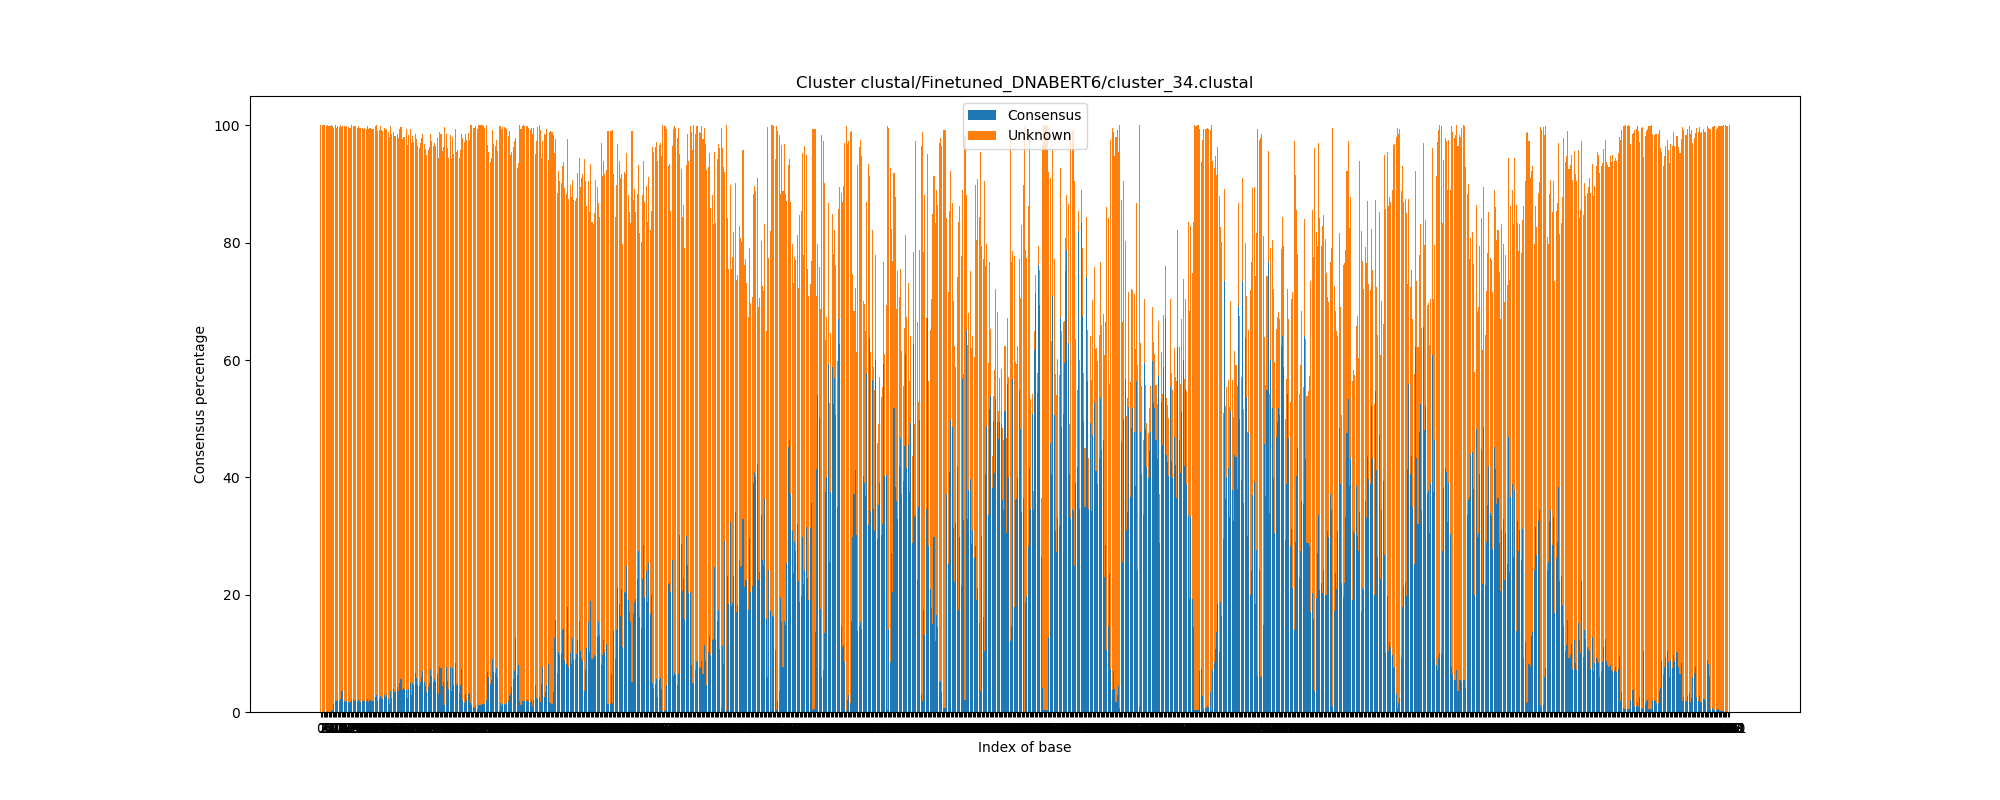 Cluster clustal/Finetuned_DNABERT6/cluster_34.clustal
Consensus
Unknown
100
80
60
40
20
0
Consensus percentage
Index of base